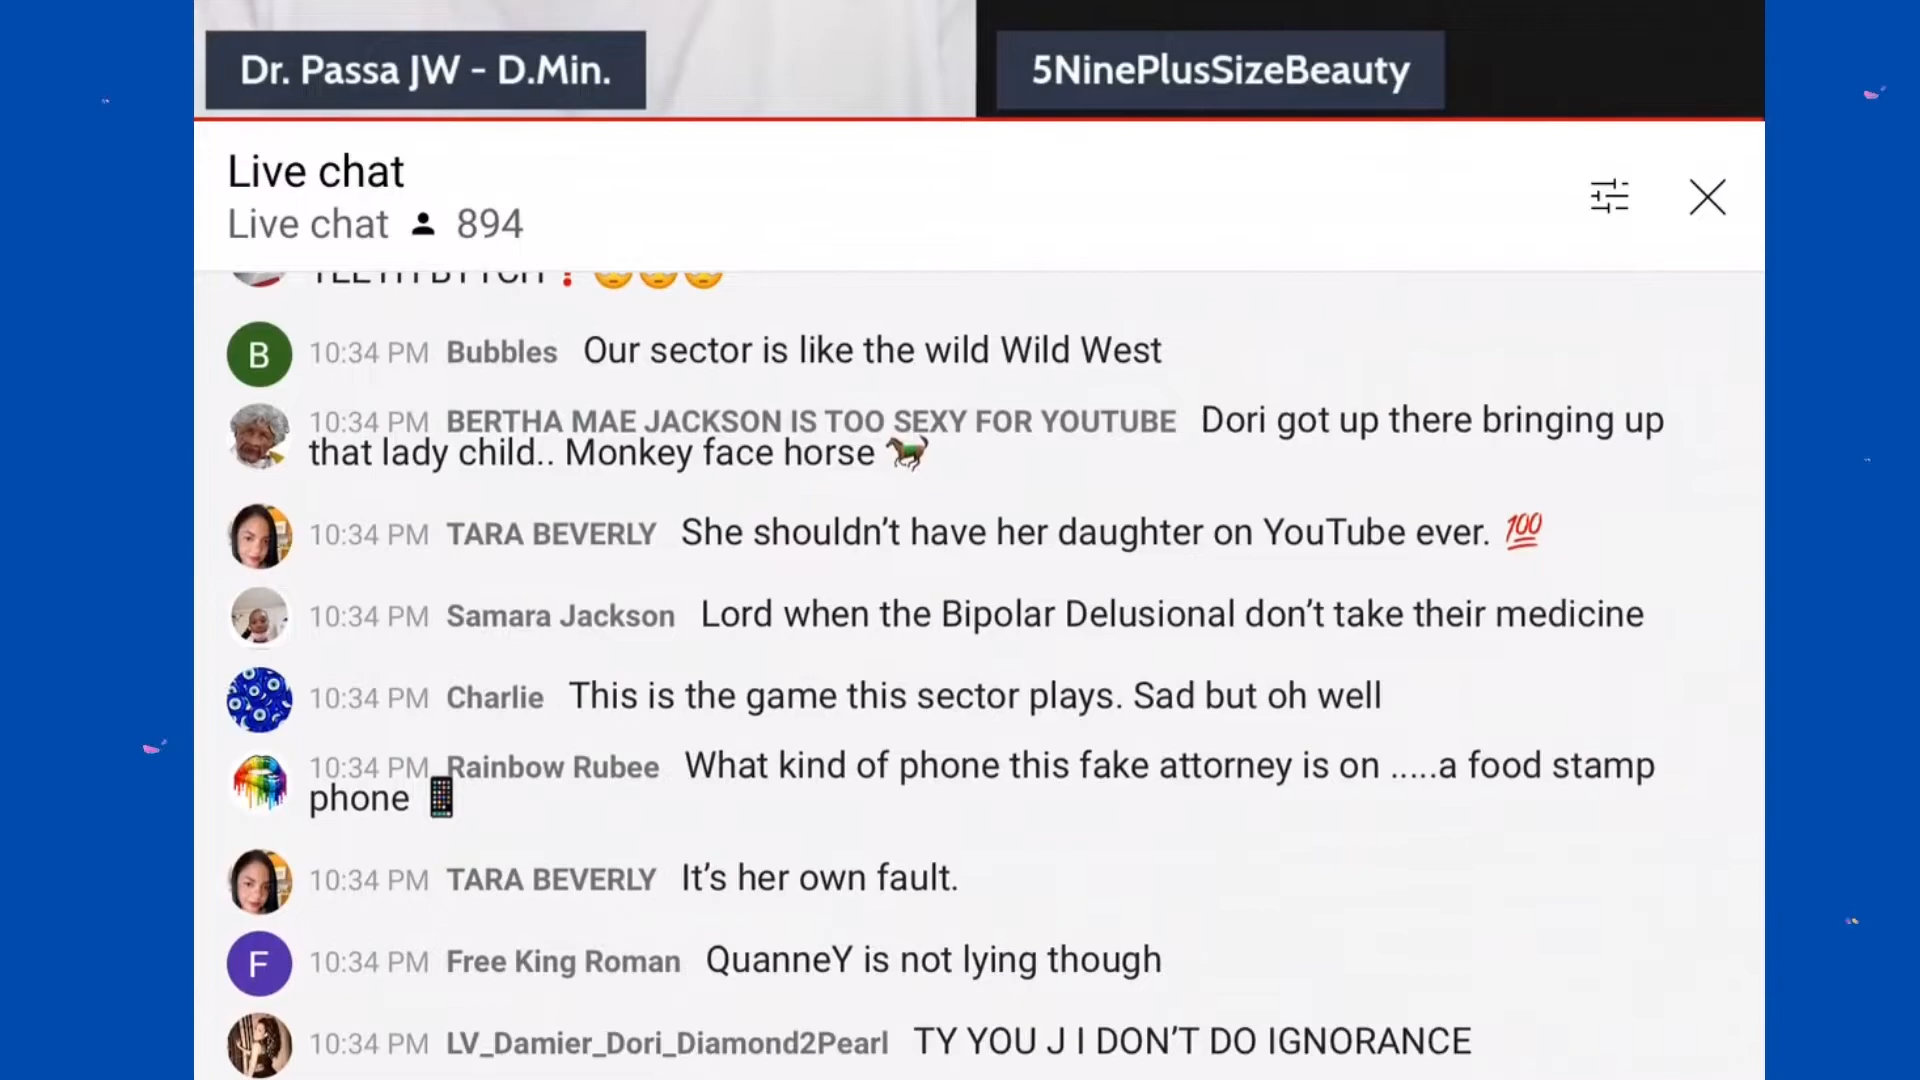 Dr. Passa JW - D.Min.
5NinePlusSizeBeauty
Live chat
Live chat 894
B 10:34 PM Bubbles Our sector is like the wild Wild West
10:34 PM BERTHA MAE JACKSON IS TOO SEXY FOR YOUTUBE Dori got up there bringing up
that lady child.. Monkey face horse 🐎
10:34 PM TARA BEVERLY She shouldn't have her daughter on YouTube ever. 💯
10:34 PM Samara Jackson Lord when the Bipolar Delusional don't take their medicine
10:34 PM Charlie This is the game this sector plays. Sad but oh well
10:34 PM Rainbow Rubee What kind of phone this fake attorney is on .....a food stamp
phone 📱
10:34 PM TARA BEVERLY It's her own fault.
F 10:34 PM Free King Roman QuanneY is not lying though
10:34 PM LV_Damier_Dori_Diamond2Pearl TY YOU J I DON'T DO IGNORANCE